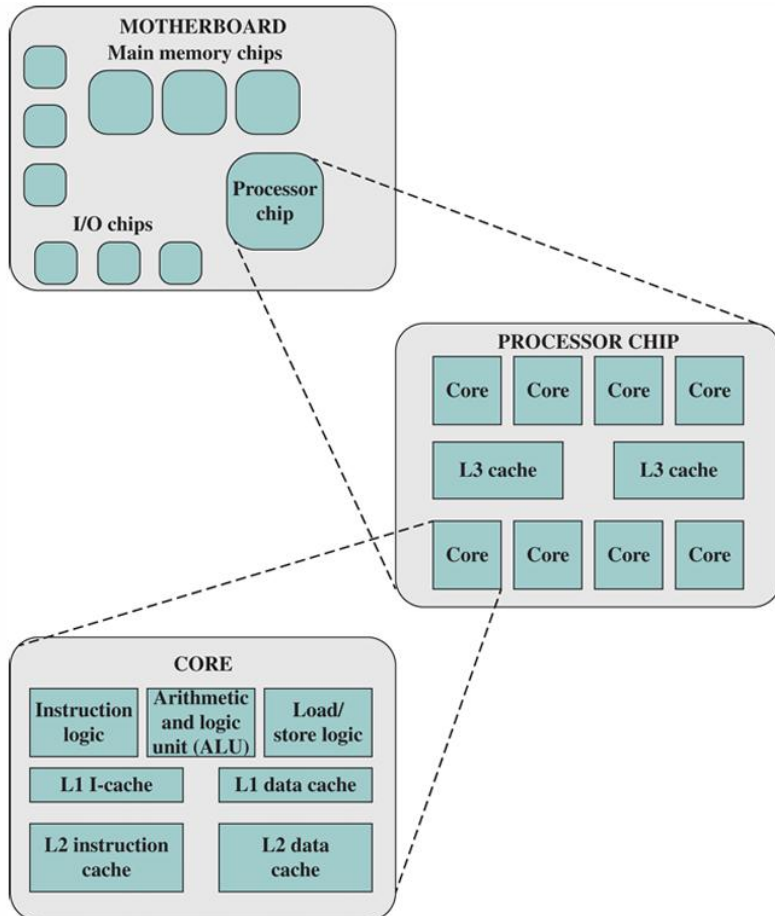 MOTHERBOARD
Main memory chips
Processor
chip
I/O chips
PROCESSOR CHIP
Core
Core
Core
Core
L3 cache
L3 cache
Core
Core
Core
Core
CORE
Instruction
logic
Arithmetic
and logic
unit (ALU)
Load/
store logic
L1 I-cache
L1 data cache
L2 instruction
cache
L2 data
cache